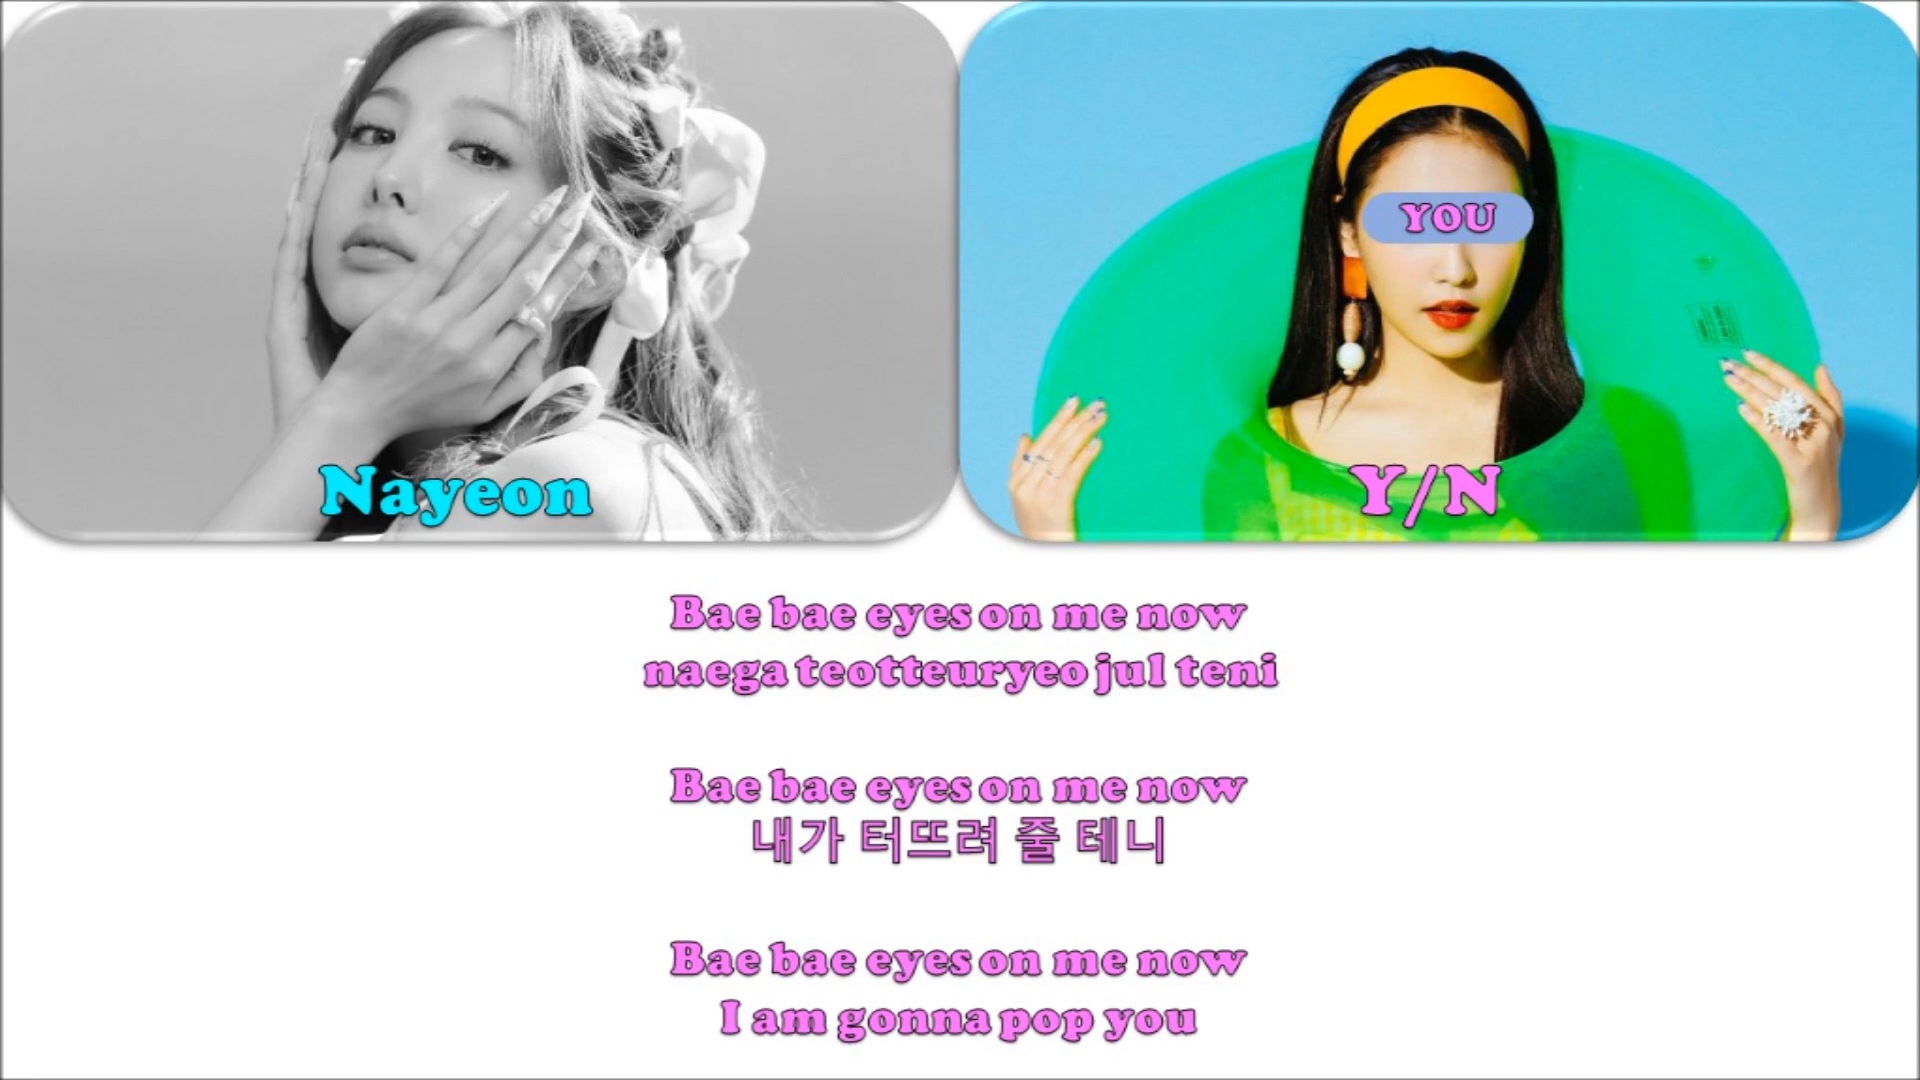 YOU
Nayeon
Y/N
Bae bae eyes on me now
naega teotteuryeo jul teni
Bae bae eyes on me now
내가 터뜨려 줄 테니
Bae bae eyes on me now
I am gonna pop you